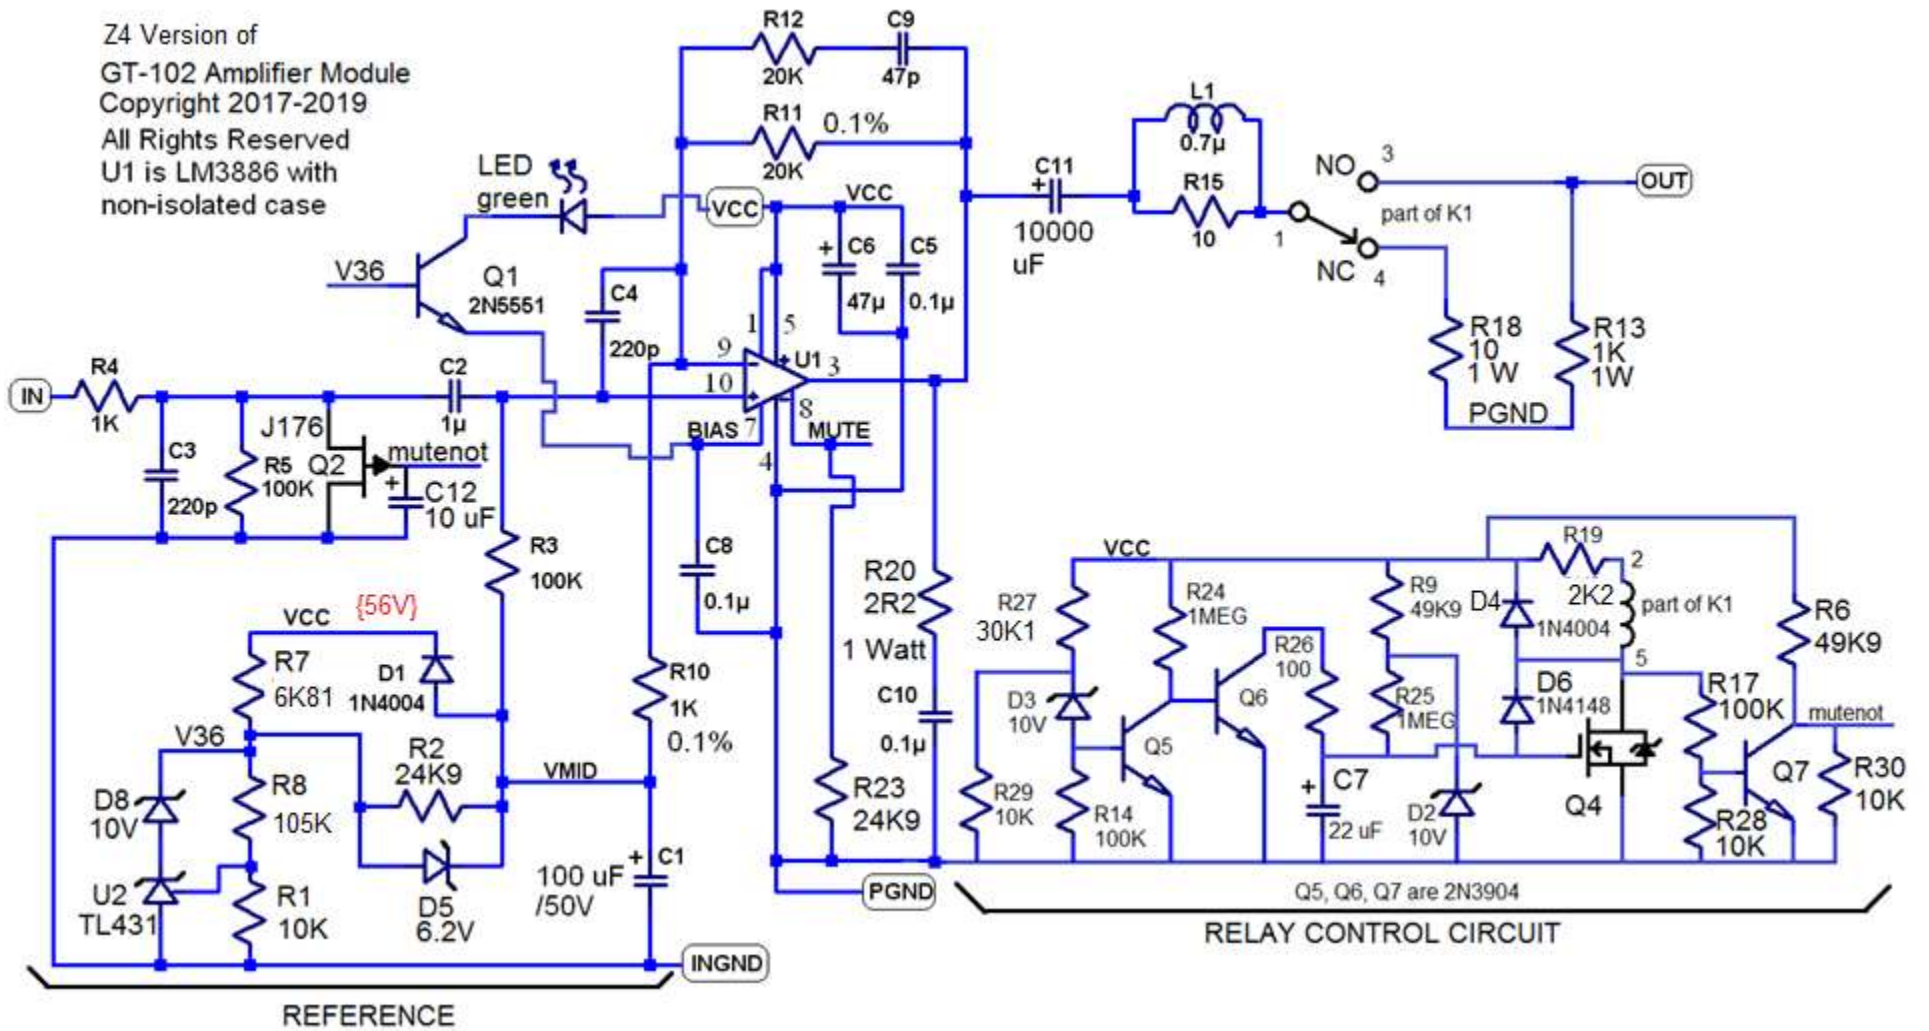 Z4 Version of
GT-102 Amplifier Module
Copyright 2017-2019
All Rights Reserved
U1 is LM3886 with
non-isolated case
R12
20K
C9
47p
R11
0.1%
20K
LED
green
VCC
VCC
V36
Q1
2N5551
C4
220p
C6
47µ
C5
0.1µ
1
5
9
10
U1
3
8
7
4
BIAS
MUTE
C11
+
10000
uF
L1
0.7µ
R15
10
1
NO
3
part of K1
NC
4
OUT
R18
10
1 W
R13
1K
1W
PGND
IN
R4
1K
C2
1µ
C3
220p
R5
100K
J176
Q2
mutenot
+
C12
10 uF
R3
100K
C8
0.1µ
{56V}
VCC
R7
6K81
D1
1N4004
V36
R2
24K9
VMID
R10
1K
0.1%
D8
10V
R8
105K
U2
TL431
R1
10K
D5
6.2V
+
C1
100 uF
/50V
R23
24K9
R20
2R2
1 Watt
C10
0.1µ
PGND
INGND
REFERENCE
VCC
R27
30K1
R24
1MEG
R9
49K9
D4
1N4004
R19
2K2
2
part of K1
5
R6
49K9
D3
10V
Q5
Q6
R26
100
R25
1MEG
D6
1N4148
R17
100K
mutenot
R29
10K
R14
100K
+
C7
22 uF
D2
10V
Q4
Q7
R28
10K
R30
10K
Q5, Q6, Q7 are 2N3904
RELAY CONTROL CIRCUIT